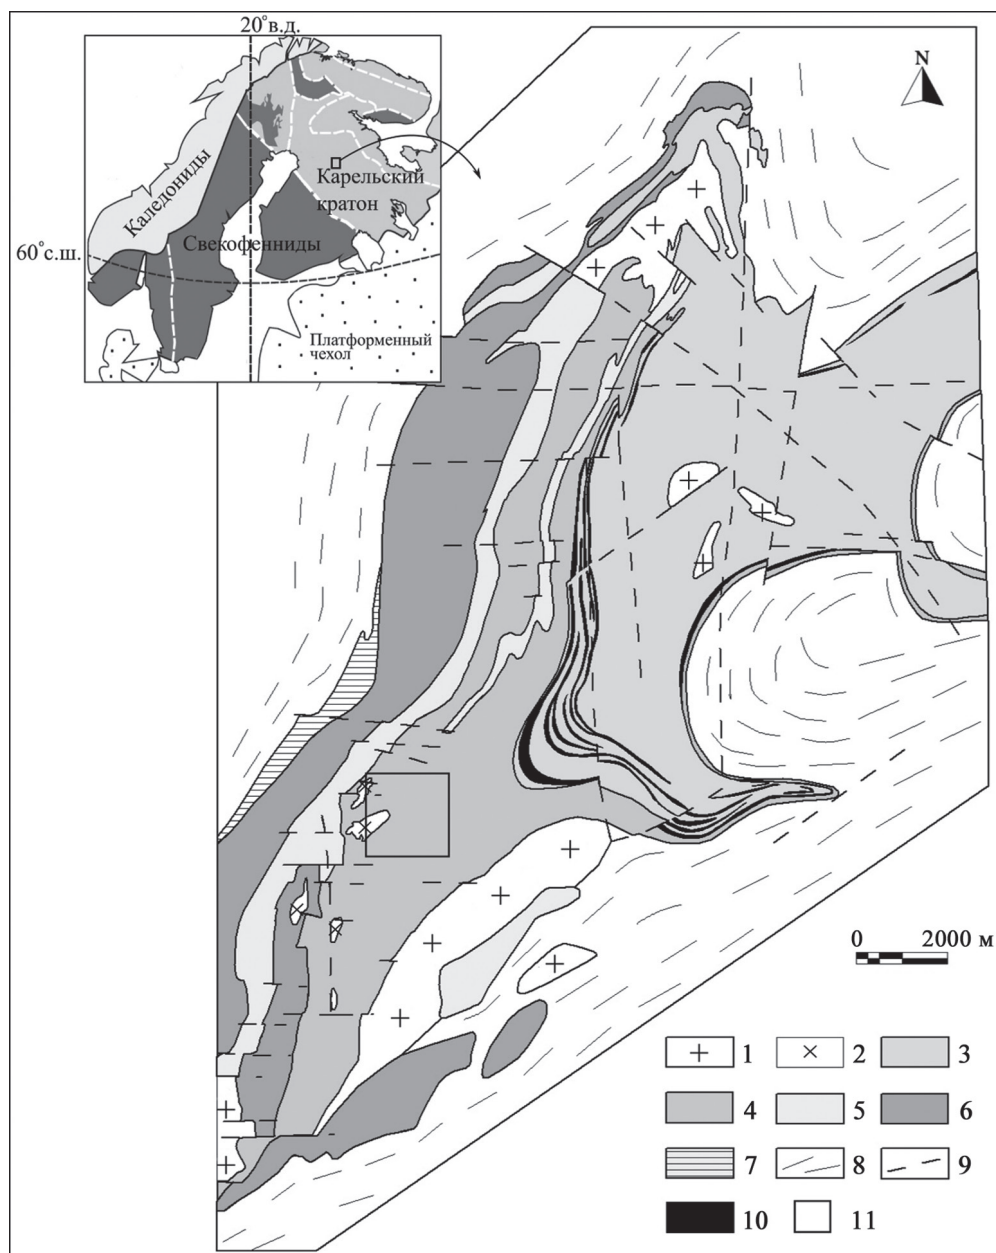 20°в.д.
Каледониды
Карельский
кратон
Свекофенниды
60°с.ш.
Платформенный
чехол
N
0 2000 м
1 2 3
4 5 6
7 8 9
10 11